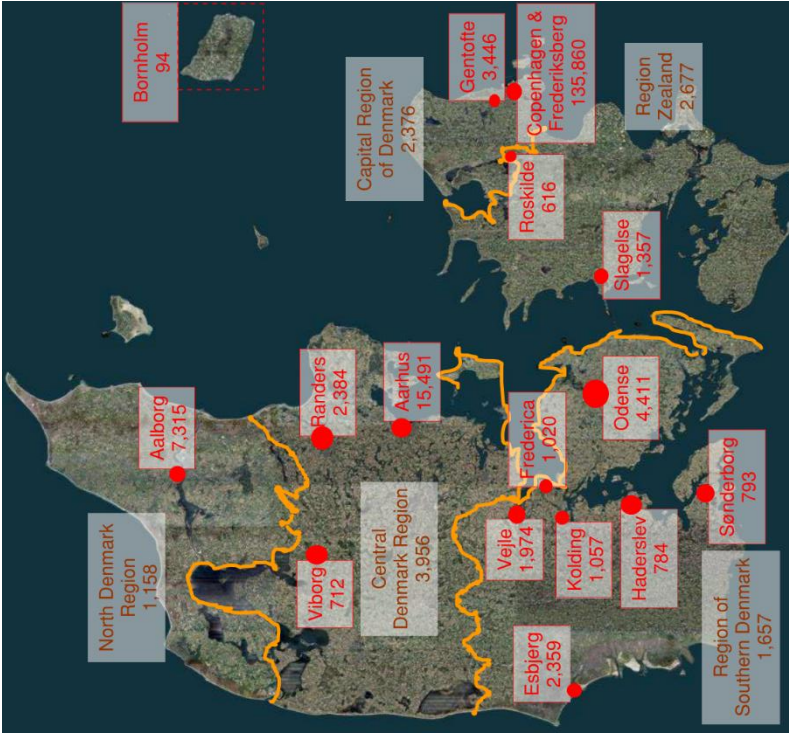 Bornholm
94
Gentofte
3,446
Copenhagen &
Frederiksberg
135,860
Capital Region
of Denmark
2,376
Region
Zealand
2,677
Roskilde
616
Slagelse
1,357
Aalborg
7,315
North Denmark
Region
1,158
Randers
2,384
Aarhus
15,491
Viborg
712
Central
Denmark Region
3,956
Frederica
1,020
Odense
4,411
Vejle
1,974
Kolding
1,057
Haderslev
784
Sønderborg
793
Esbjerg
2,359
Region of
Southern Denmark
1,657